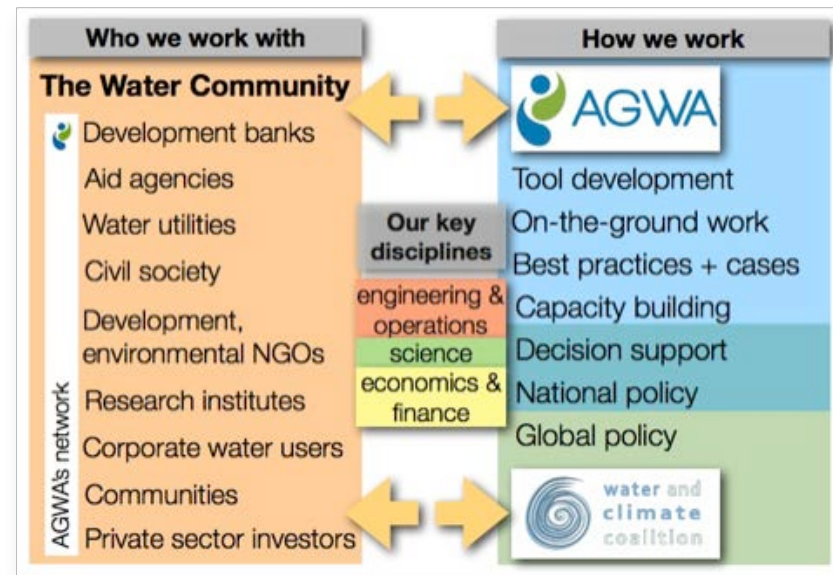 Who we work with
The Water Community
AGWA's network
Development banks
Aid agencies
Water utilities
Civil society
Development,
environmental NGOs
Research institutes
Corporate water users
Communities
Private sector investors
Our key
disciplines
engineering &
operations
science
economics &
finance
How we work
AGWA
Tool development
On-the-ground work
Best practices + cases
Capacity building
Decision support
National policy
Global policy
water and
climate
coalition